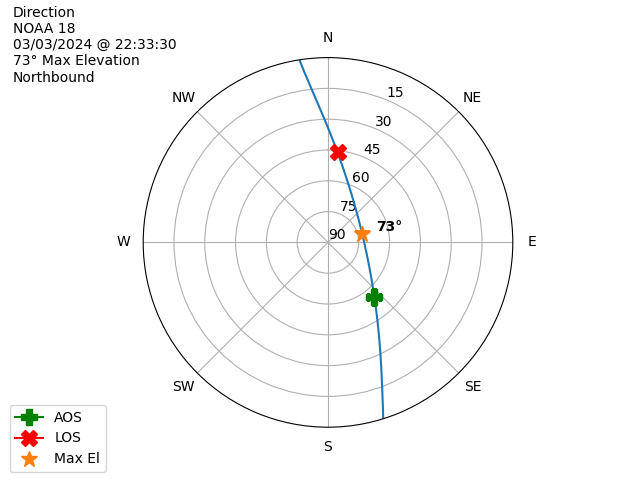 Direction
NOAA 18
03/03/2024 @ 22:33:30
73° Max Elevation
Northbound
N
NW
NE
15
30
45
60
75
90
73°
W
E
SW
SE
S
AOS
LOS
Max El